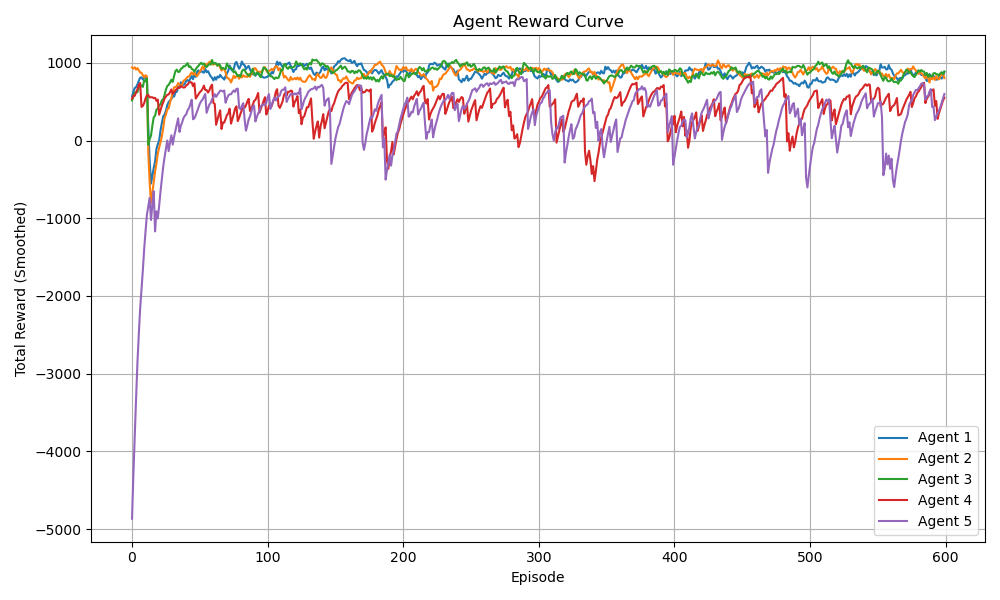 Agent Reward Curve
Total Reward (Smoothed)
1000
0
−1000
−2000
−3000
−4000
−5000
0 100 200 300 400 500 600
Episode
Agent 1
Agent 2
Agent 3
Agent 4
Agent 5